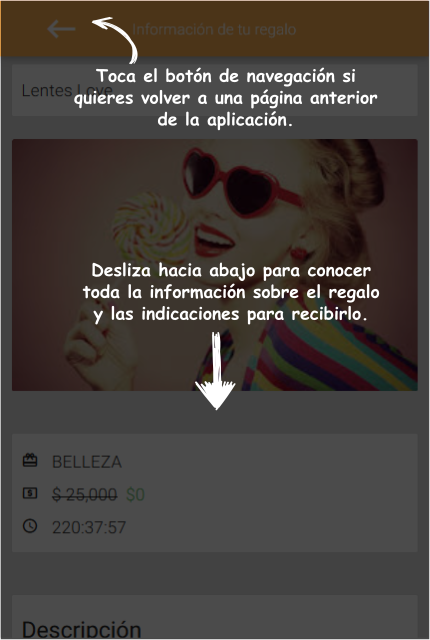 Información de tu regalo
Toca el botón de navegación si
quieres volver a una página anterior
de la aplicación.
Lentes Love
Desliza hacia abajo para conocer
toda la información sobre el regalo
y las indicaciones para recibirlo.
BELLEZA
$ 25,000 $0
220:37:57
Descripción